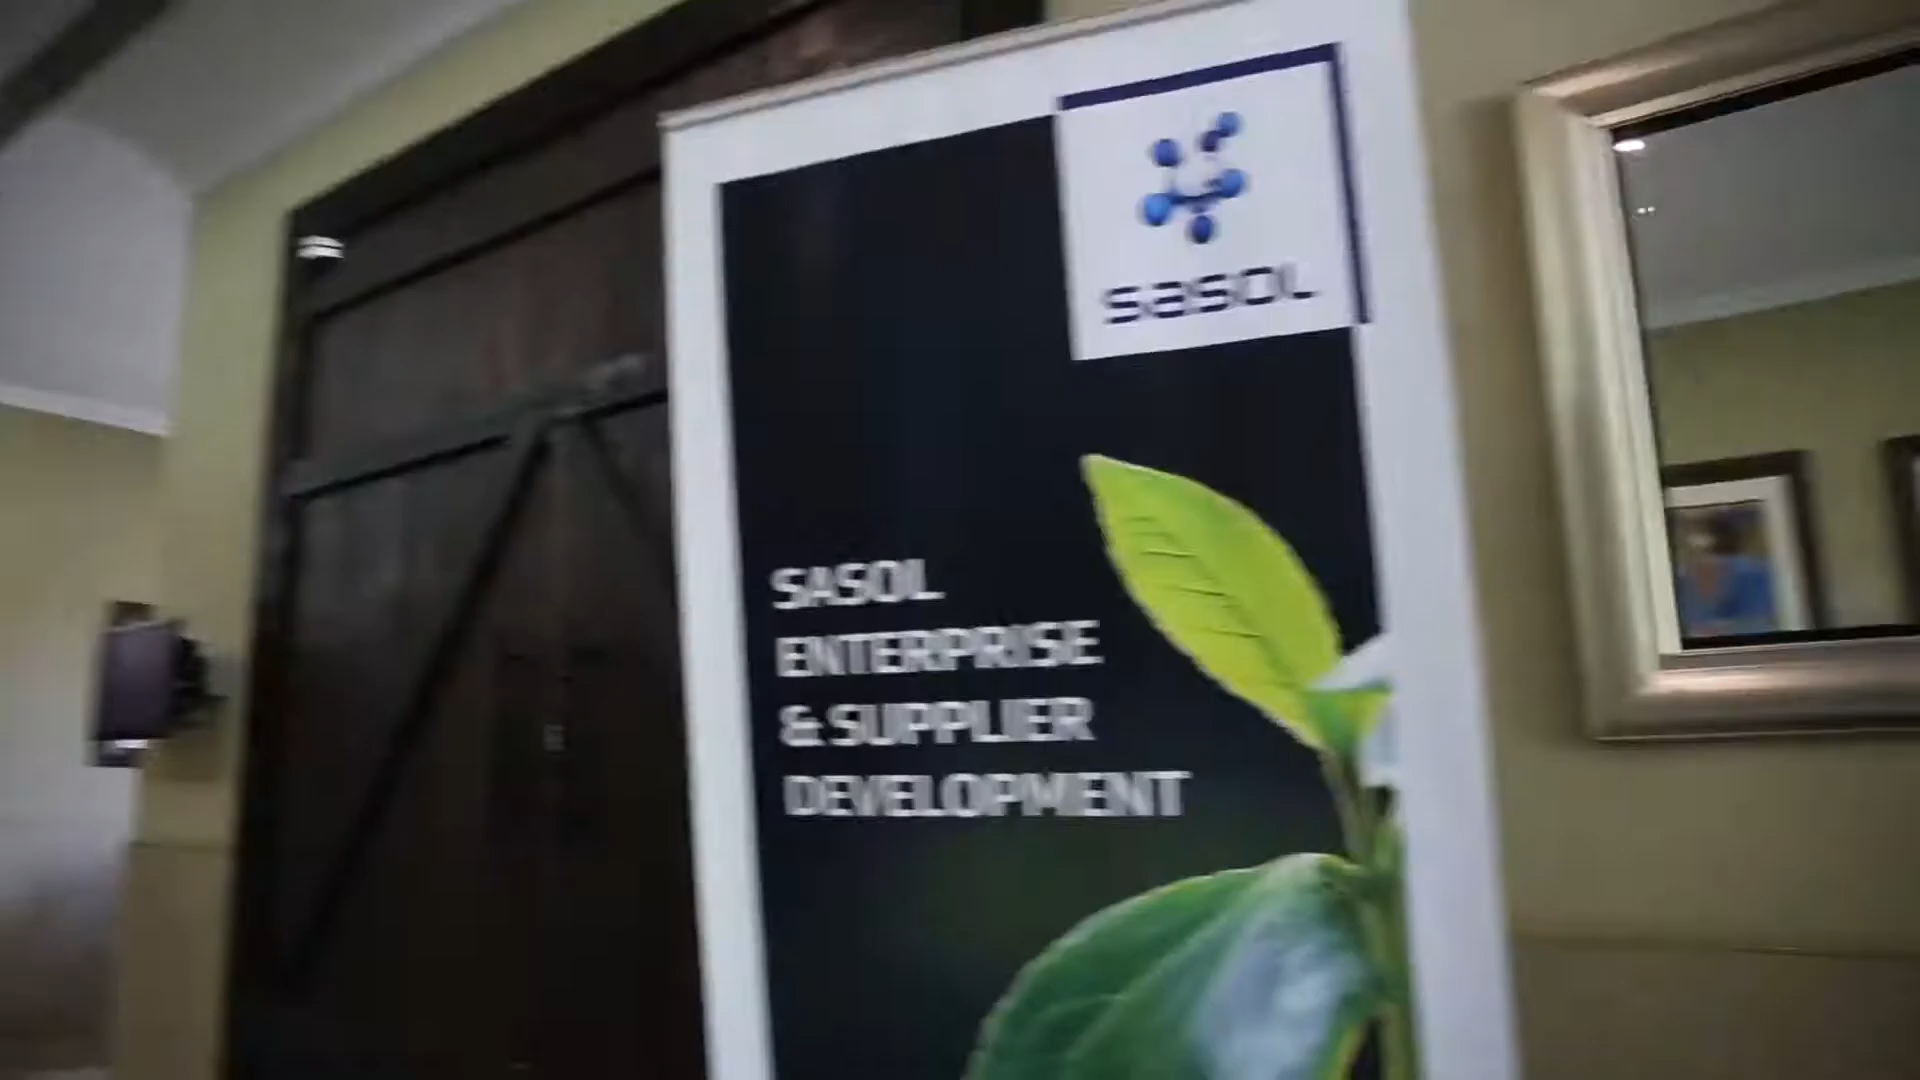 sasol
SASOL
ENTERPRISE
& SUPPLIER
DEVELOPMENT